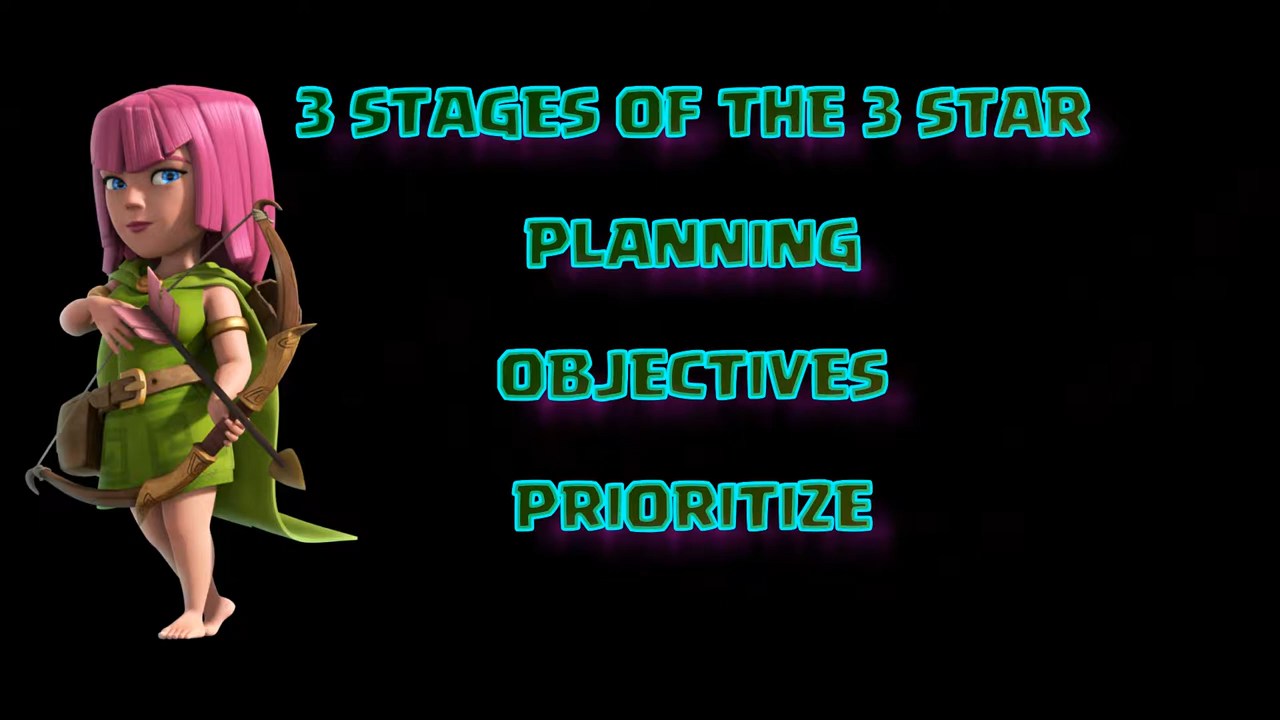 3 STAGES OF THE 3 STAR
PLANNING
OBJECTIVES
PRIORITIZE